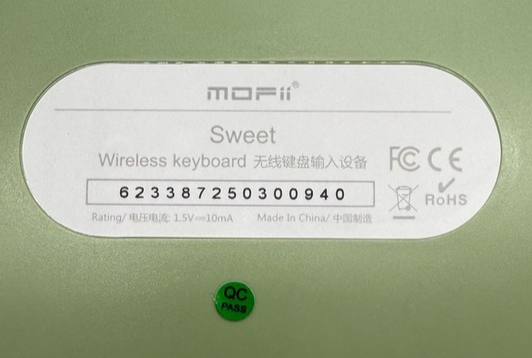 MOFii®
Sweet
Wireless keyboard 无线键盘输入设备
623387250300940
Rating/ 电压电流: 1.5V⎓10mA Made In China/ 中国制造
FC CE
RoHS
QC
PASS